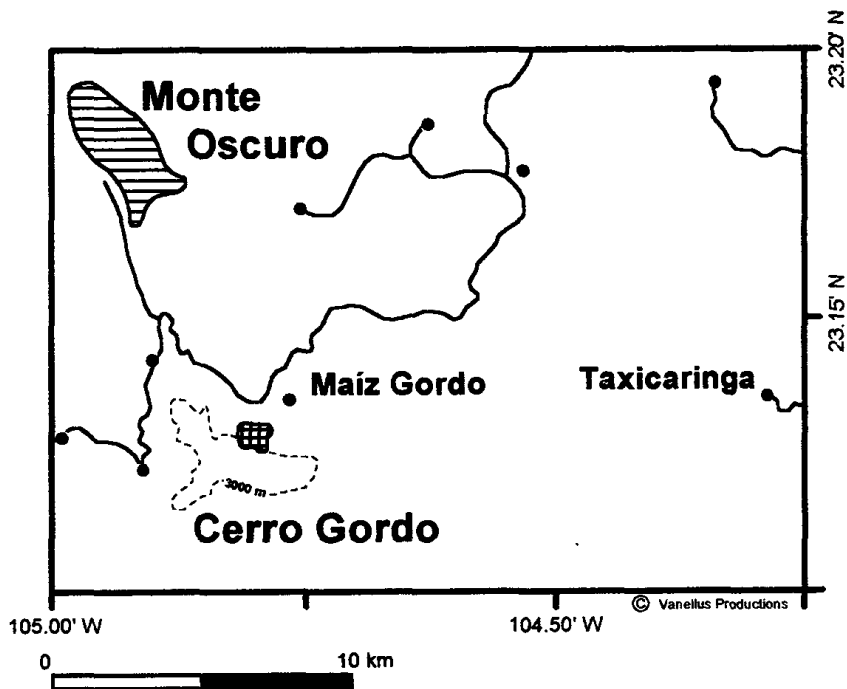 23.20' N
Monte
Oscuro
23.15' N
Maíz Gordo
Taxicaringa
3000 m
Cerro Gordo
© Vanellus Productions
105.00' W
104.50' W
0
10 km